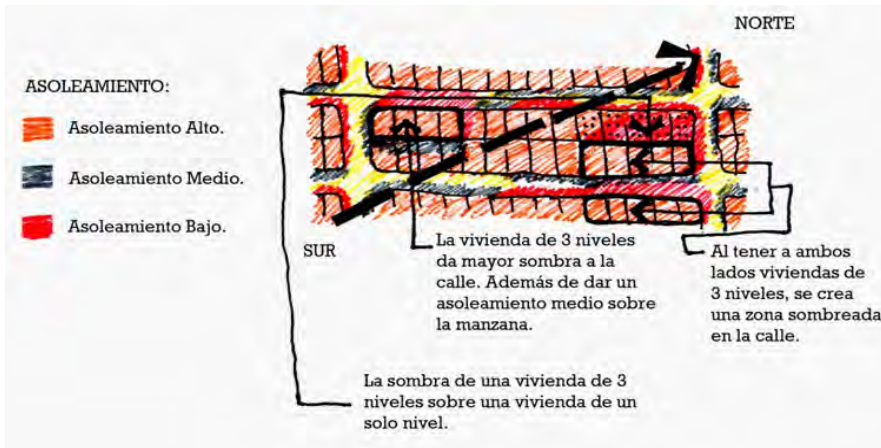 NORTE
ASOLEAMIENTO:
Asoleamiento Alto.
Asoleamiento Medio.
Asoleamiento Bajo.
SUR
La vivienda de 3 niveles
da mayor sombra a la
calle. Además de dar un
asoleamiento medio sobre
la manzana.
Al tener a ambos
lados viviendas de
3 niveles, se crea
una zona sombreada
en la calle.
La sombra de una vivienda de 3
niveles sobre una vivienda de un
solo nivel.